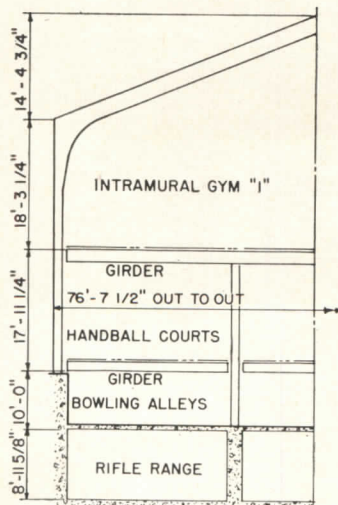 14'-4 3/4"
18'-3 1/4"
INTRAMURAL GYM "I"
GIRDER
76'-7 1/2" OUT TO OUT
17'-11 1/4"
HANDBALL COURTS
GIRDER
10'-0"
BOWLING ALLEYS
8'-11 5/8"
RIFLE RANGE